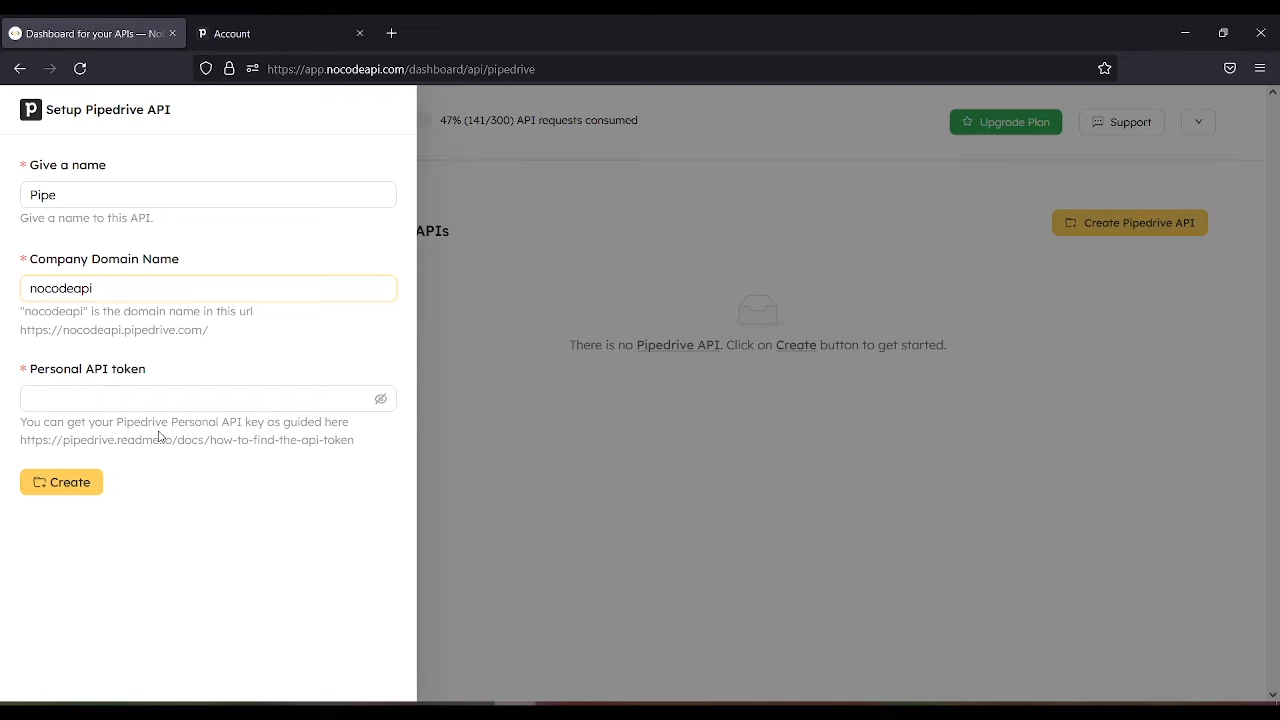 Dashboard for your APIs — NoC
Account
https://app.nocodeapi.com/dashboard/api/pipedrive
Setup Pipedrive API
47% (141/300) API requests consumed
Upgrade Plan
Support
* Give a name
Pipe
Give a name to this API.
APIs
Create Pipedrive API
* Company Domain Name
nocodeapi
"nocodeapi" is the domain name in this url
https://nocodeapi.pipedrive.com/
There is no Pipedrive API. Click on Create button to get started.
* Personal API token
You can get your Pipedrive Personal API key as guided here
https://pipedrive.readme.io/docs/how-to-find-the-api-token
Create